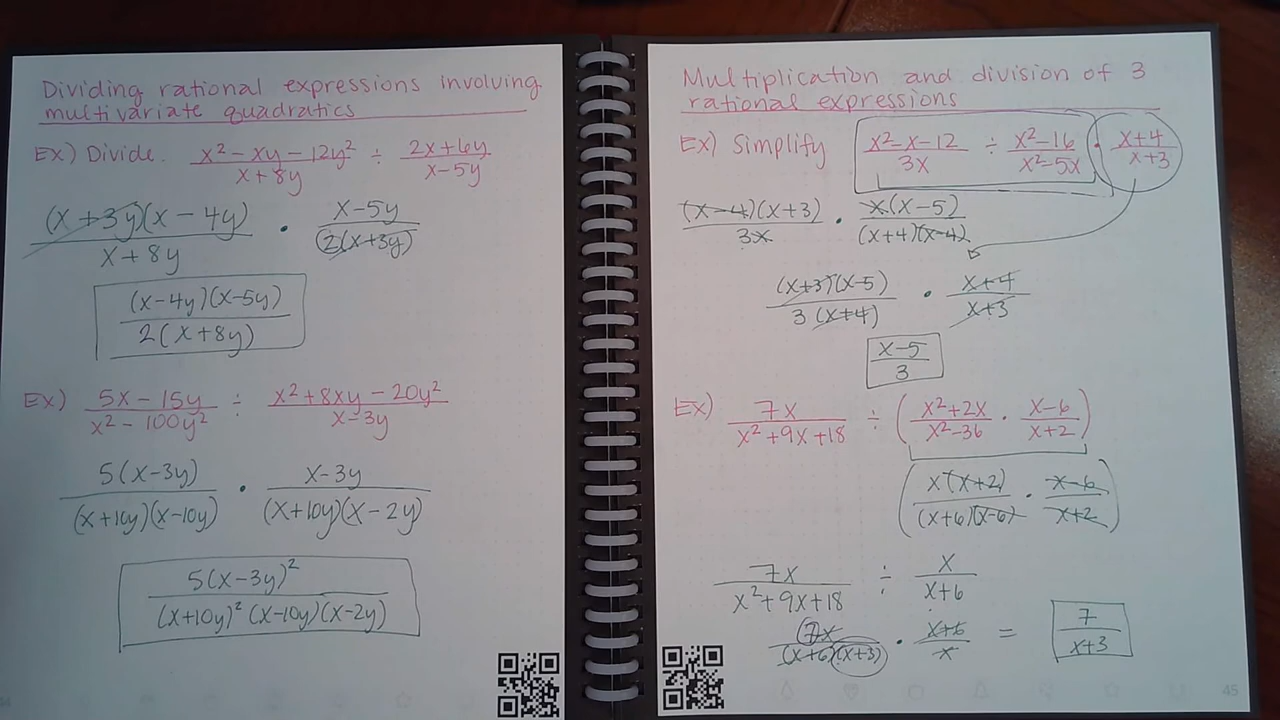 Dividing rational expressions involving
multivariate quadratics
Ex) Divide. (x² - xy - 12y²)/(x + 8y) ÷ (2x + 6y)/(x - 5y)
(x + 3y)(x - 4y)/(x + 8y) · (x - 5y)/(2(x + 3y))
(x - 4y)(x - 5y)/(2(x + 8y))
Ex) (5x - 15y)/(x² - 100y²) ÷ (x² + 8xy - 20y²)/(x - 3y)
5(x - 3y)/((x + 10y)(x - 10y)) · (x - 3y)/((x + 10y)(x - 2y))
5(x - 3y)²/((x + 10y)²(x - 10y)(x - 2y))
Multiplication and division of 3
rational expressions
Ex) Simplify (x² - x - 12)/(3x) ÷ (x² - 16)/(x² - 5x) · (x + 4)/(x + 3)
(x - 4)(x + 3)/(3x) · x(x - 5)/((x + 4)(x - 4))
(x + 3)(x - 5)/(3(x + 4)) · (x + 4)/(x + 3)
(x - 5)/3
Ex) 7x/(x² + 9x + 18) ÷ ((x² + 2x)/(x² - 36) · (x - 6)/(x + 2))
(x(x + 2)/((x + 6)(x - 6)) · (x - 6)/(x + 2))
7x/(x² + 9x + 18) ÷ x/(x + 6)
7x/((x + 6)(x + 3)) · (x + 6)/x = 7/(x + 3)
45